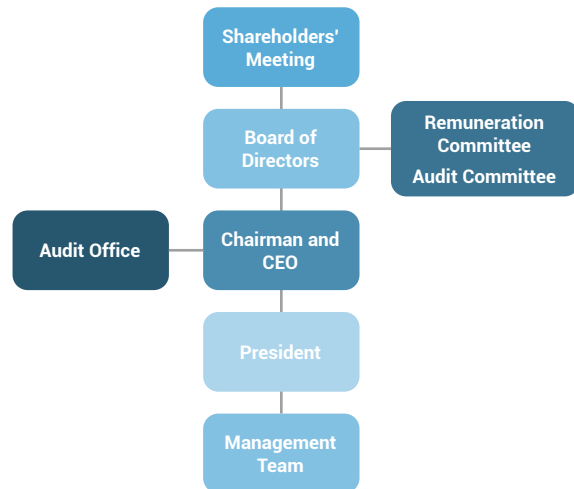 Shareholders'
Meeting
Board of
Directors
Remuneration
Committee
Audit Committee
Audit Office
Chairman and
CEO
President
Management
Team